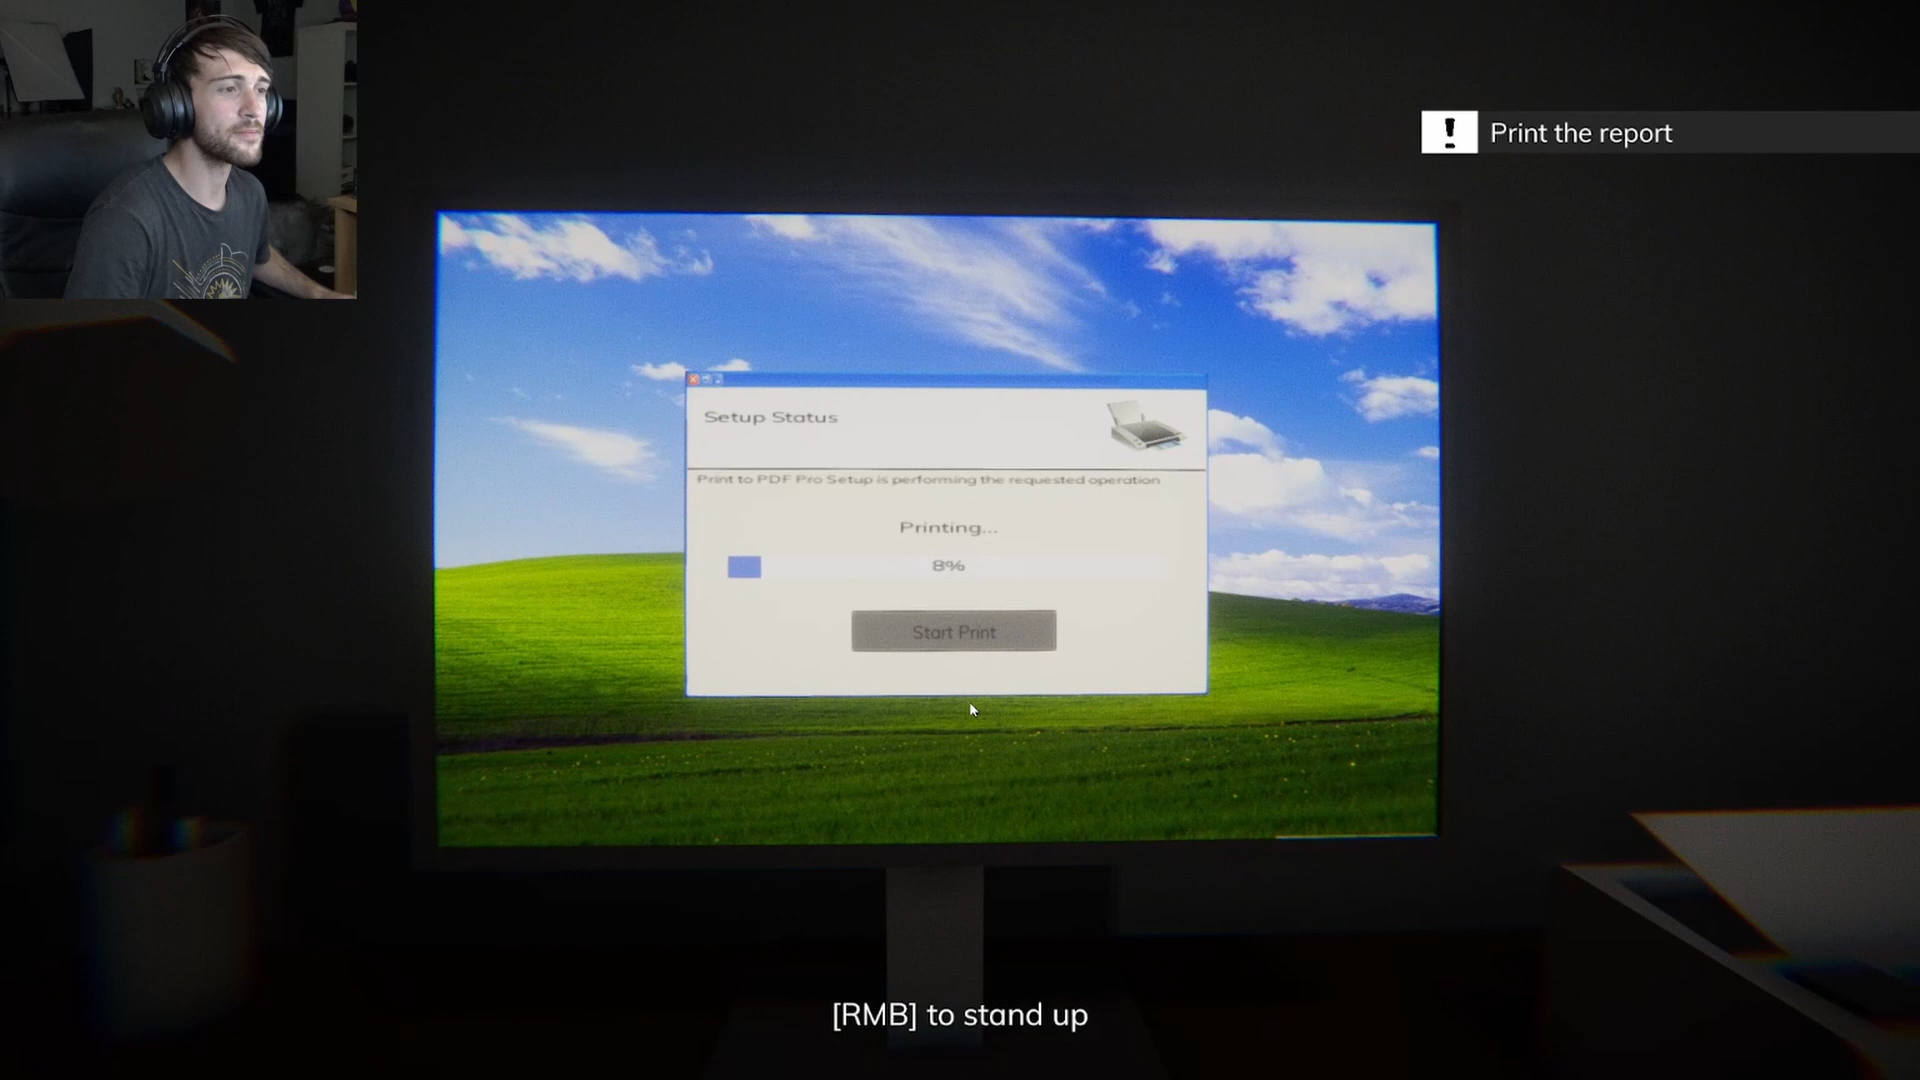 Print the report
Setup Status
Print to PDF Pro Setup is performing the requested operation
Printing...
8%
Start Print
[RMB] to stand up